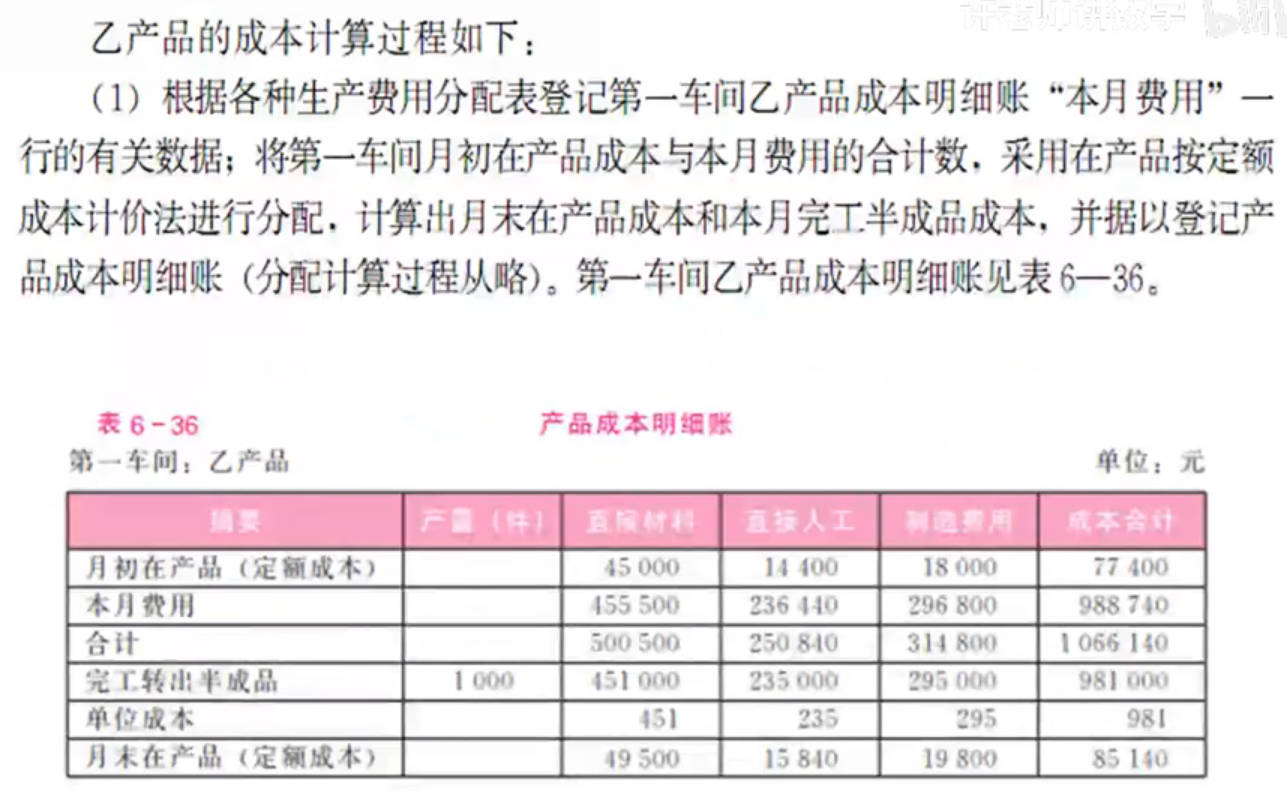 乙产品的成本计算过程如下：
（1）根据各种生产费用分配表登记第一车间乙产品成本明细账“本月费用”一
行的有关数据；将第一车间月初在产品成本与本月费用的合计数，采用在产品按定额
成本计价法进行分配，计算出月末在产品成本和本月完工半成品成本，并据以登记产
品成本明细账（分配计算过程从略）。第一车间乙产品成本明细账见表6—36。
表 6－36 产品成本明细账
第一车间：乙产品 单位：元
摘要 产量（件） 直接材料 直接人工 制造费用 成本合计
月初在产品（定额成本） 45 000 14 400 18 000 77 400
本月费用 455 500 236 440 296 800 988 740
合计 500 500 250 840 314 800 1 066 140
完工转出半成品 1 000 451 000 235 000 295 000 981 000
单位成本 451 235 295 981
月末在产品（定额成本） 49 500 15 840 19 800 85 140